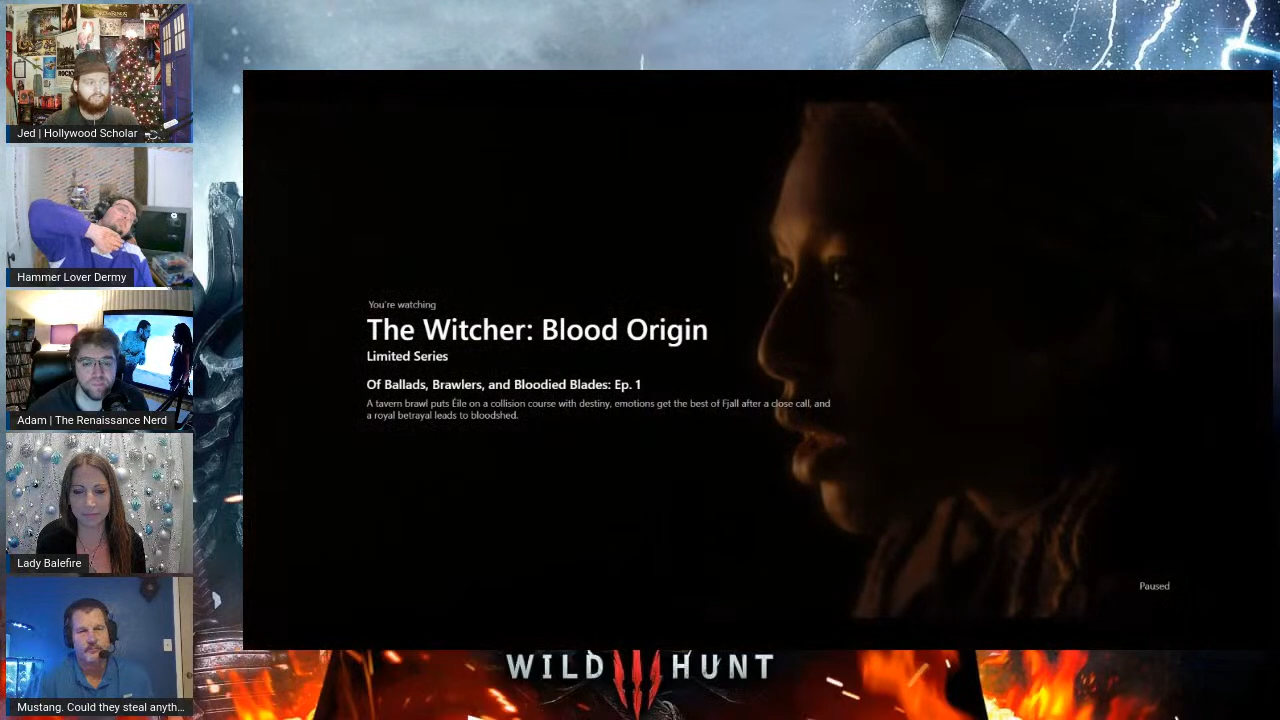 Jed | Hollywood Scholar
Hammer Lover Dermy
Adam | The Renaissance Nerd
Lady Balefire
Mustang. Could they steal anyth...
You're watching
The Witcher: Blood Origin
Limited Series
Of Ballads, Brawlers, and Bloodied Blades: Ep. 1
A tavern brawl puts Éile on a collision course with destiny, emotions get the best of Fjall after a close call, and
a royal betrayal leads to bloodshed.
Paused
WILD HUNT